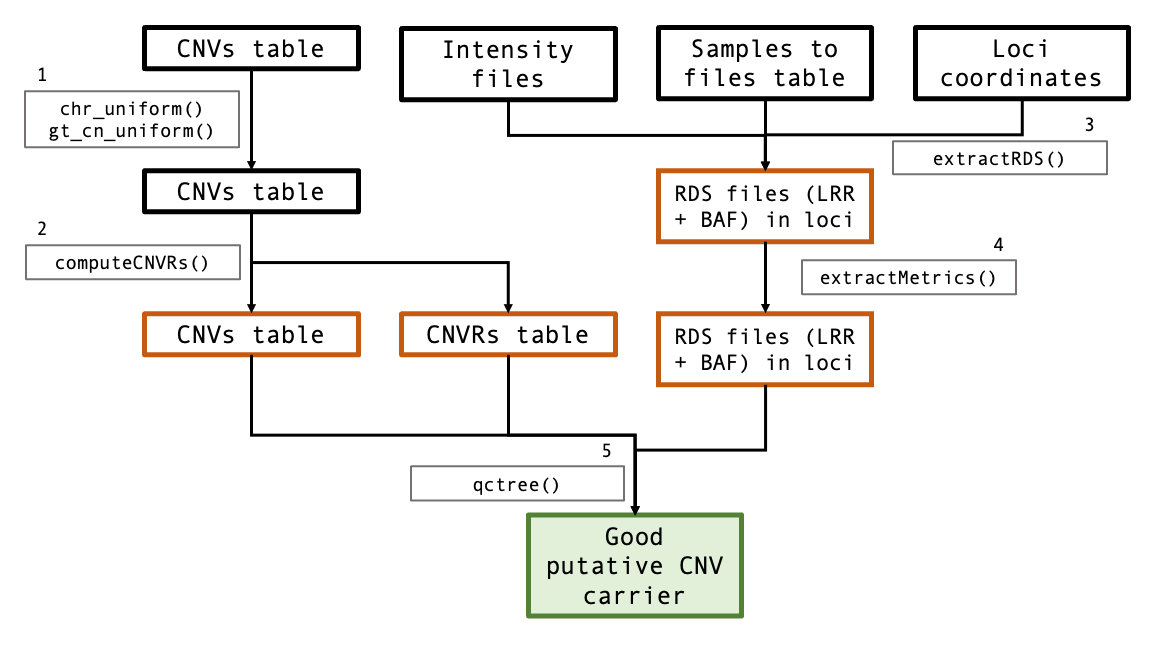 CNVs table
Intensity
files
Samples to
files table
Loci
coordinates
1
chr_uniform()
gt_cn_uniform()
3
extractRDS()
CNVs table
RDS files (LRR
+ BAF) in loci
2
computeCNVRs()
4
extractMetrics()
CNVs table
CNVRs table
RDS files (LRR
+ BAF) in loci
5
qctree()
Good
putative CNV
carrier